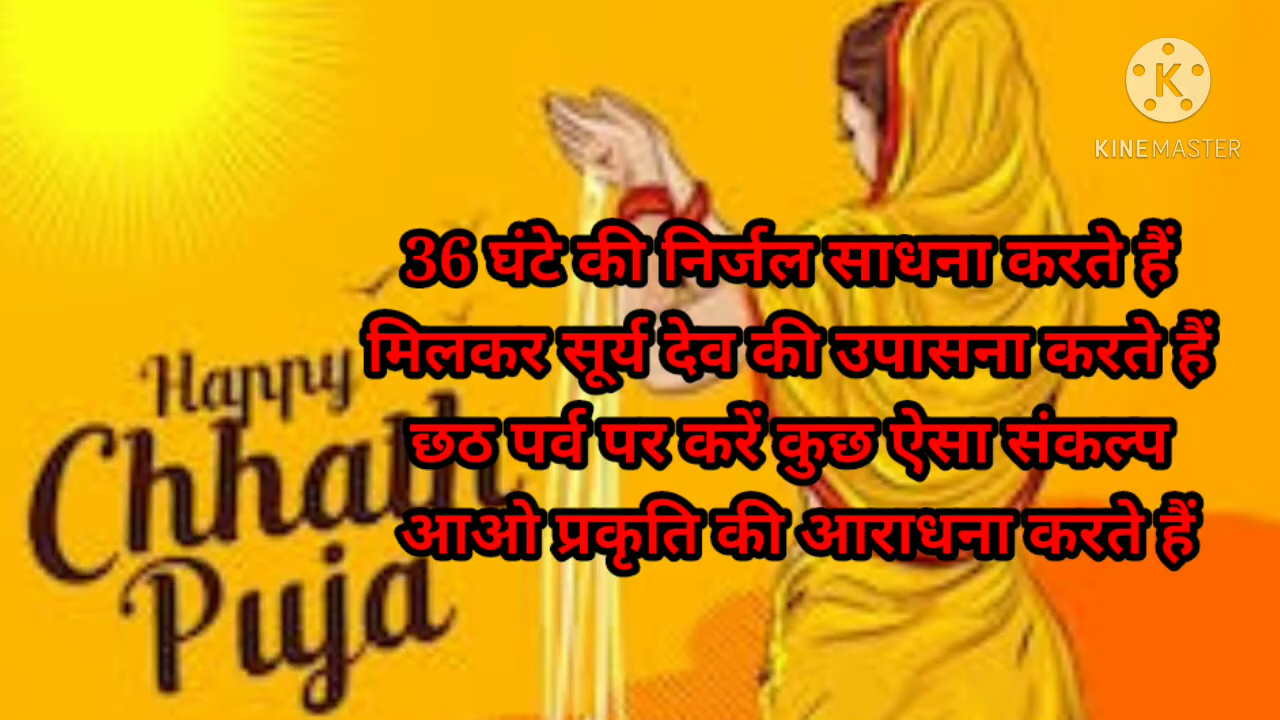 KINEMASTER
36 घंटे की निर्जल साधना करते हैं
मिलकर सूर्य देव की उपासना करते हैं
छठ पर्व पर करें कुछ ऐसा संकल्प
आओ प्रकृति की आराधना करते हैं
Happy
Chhath
Puja